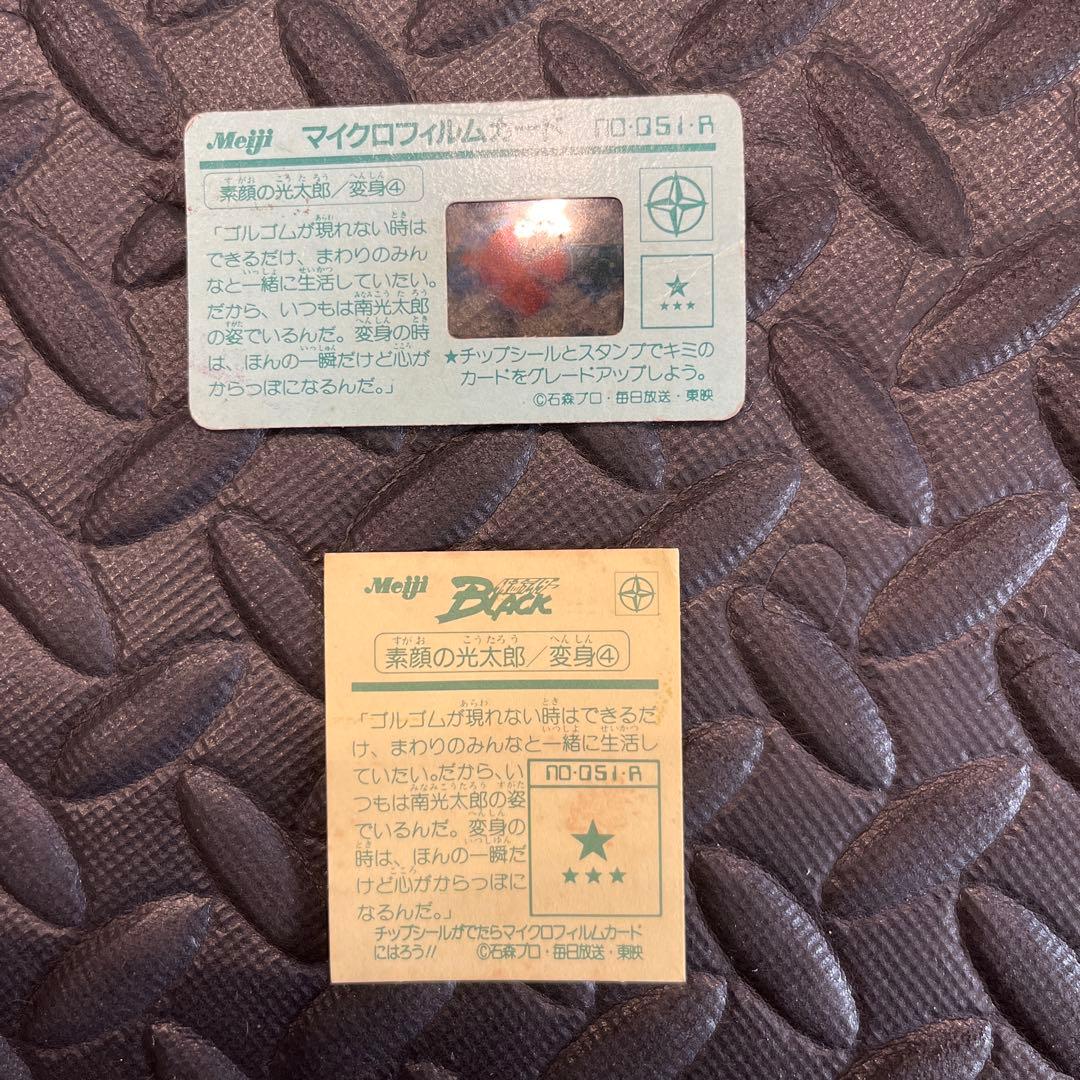 Meiji マイクロフィルムカード NO・051・A
素顔の光太郎／変身④
「ゴルゴムが現れない時は
できるだけ、まわりのみん
なと一緒に生活していたい。
だから、いつもは南光太郎
の姿でいるんだ。変身の時
は、ほんの一瞬だけど心が
からっぽになるんだ。」
★チップシールとスタンプでキミの
カードをグレードアップしよう。
©石森プロ・毎日放送・東映
Meiji 仮面ライダー BLACK
素顔の光太郎／変身④
「ゴルゴムが現れない時はできるだ
け、まわりのみんなと一緒に生活し
ていたい。だから、い
つもは南光太郎の姿
でいるんだ。変身の
時は、ほんの一瞬だ
けど心がからっぽに
なるんだ。」
NO・051・A
チップシールがでたらマイクロフィルムカード
にはろう!! ©石森プロ・毎日放送・東映